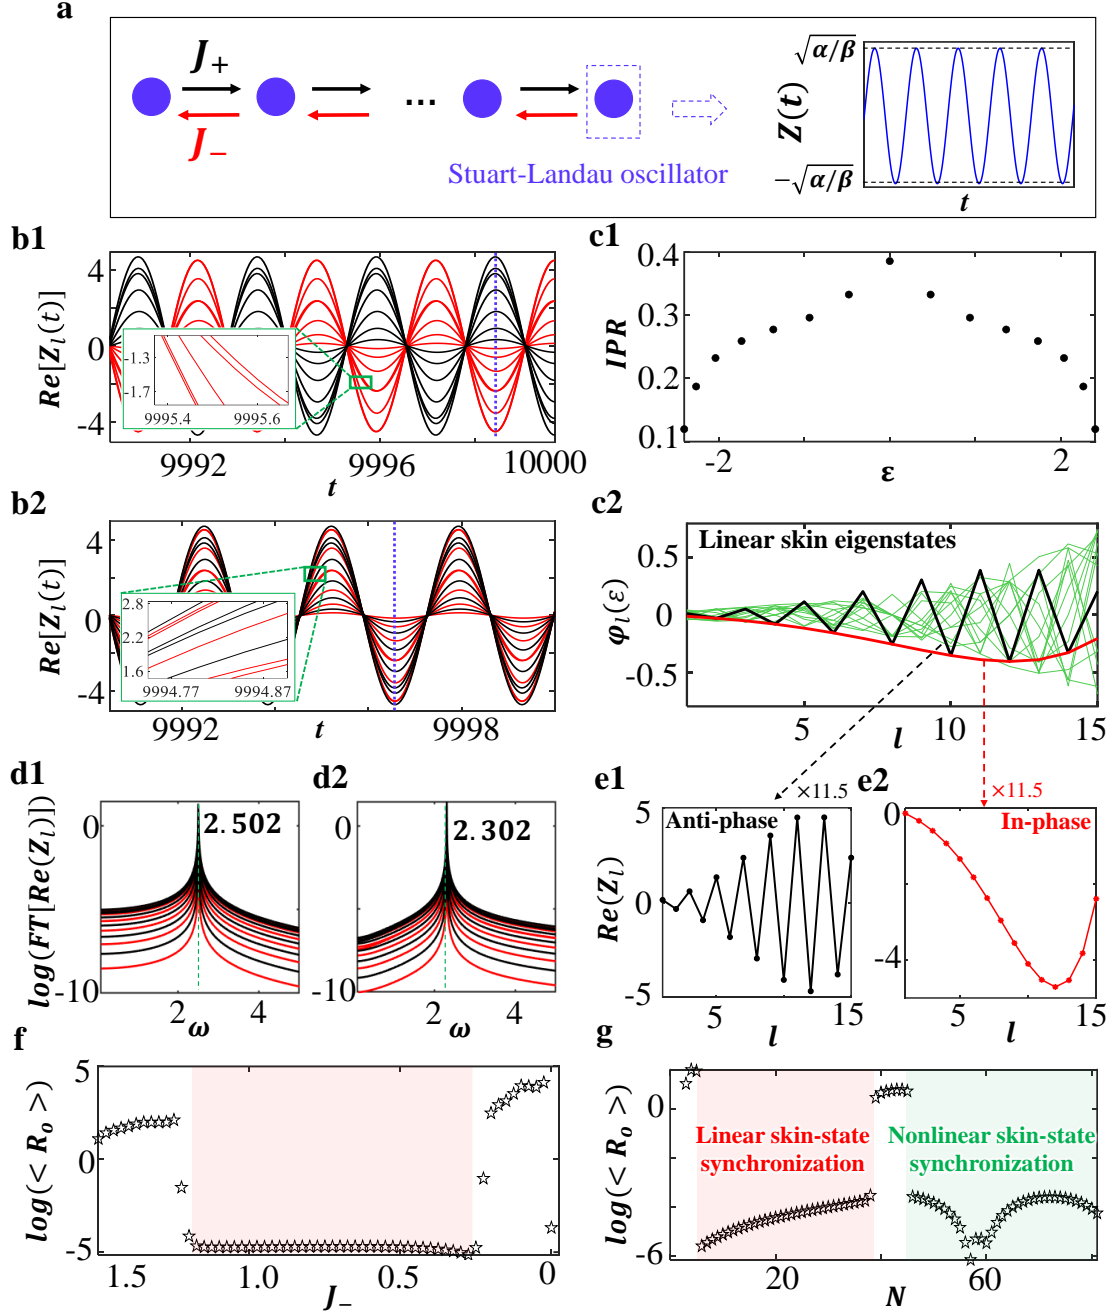 a
J₊
J₋
...
Stuart-Landau oscillator
Z(t)
√α/β
−√α/β
t
b1
Re[Z_l(t)]
4
0
-4
-1.3
-1.7
9995.4
9995.6
9992
9996
10000
t
c1
IPR
0.4
0.3
0.2
0.1
-2
0
2
ε
b2
Re[Z_l(t)]
4
0
-4
2.8
2.2
1.6
9994.77
9994.87
9992
9998
t
c2
Linear skin eigenstates
φ_l(ε)
0.5
0
-0.5
5
10
15
l
d1
log(FT[Re(Z_l)])
0
-10
2.502
2
4
ω
d2
0
-10
2.302
2
4
e1
×11.5
Anti-phase
Re(Z_l)
5
0
-5
5
15
l
e2
×11.5
In-phase
0
-4
5
15
l
f
log(< R_o >)
5
0
-5
1.5
1.0
0.5
0
J₋
g
log(< R_o >)
0
-6
Linear skin-state
synchronization
Nonlinear skin-state
synchronization
20
60
N